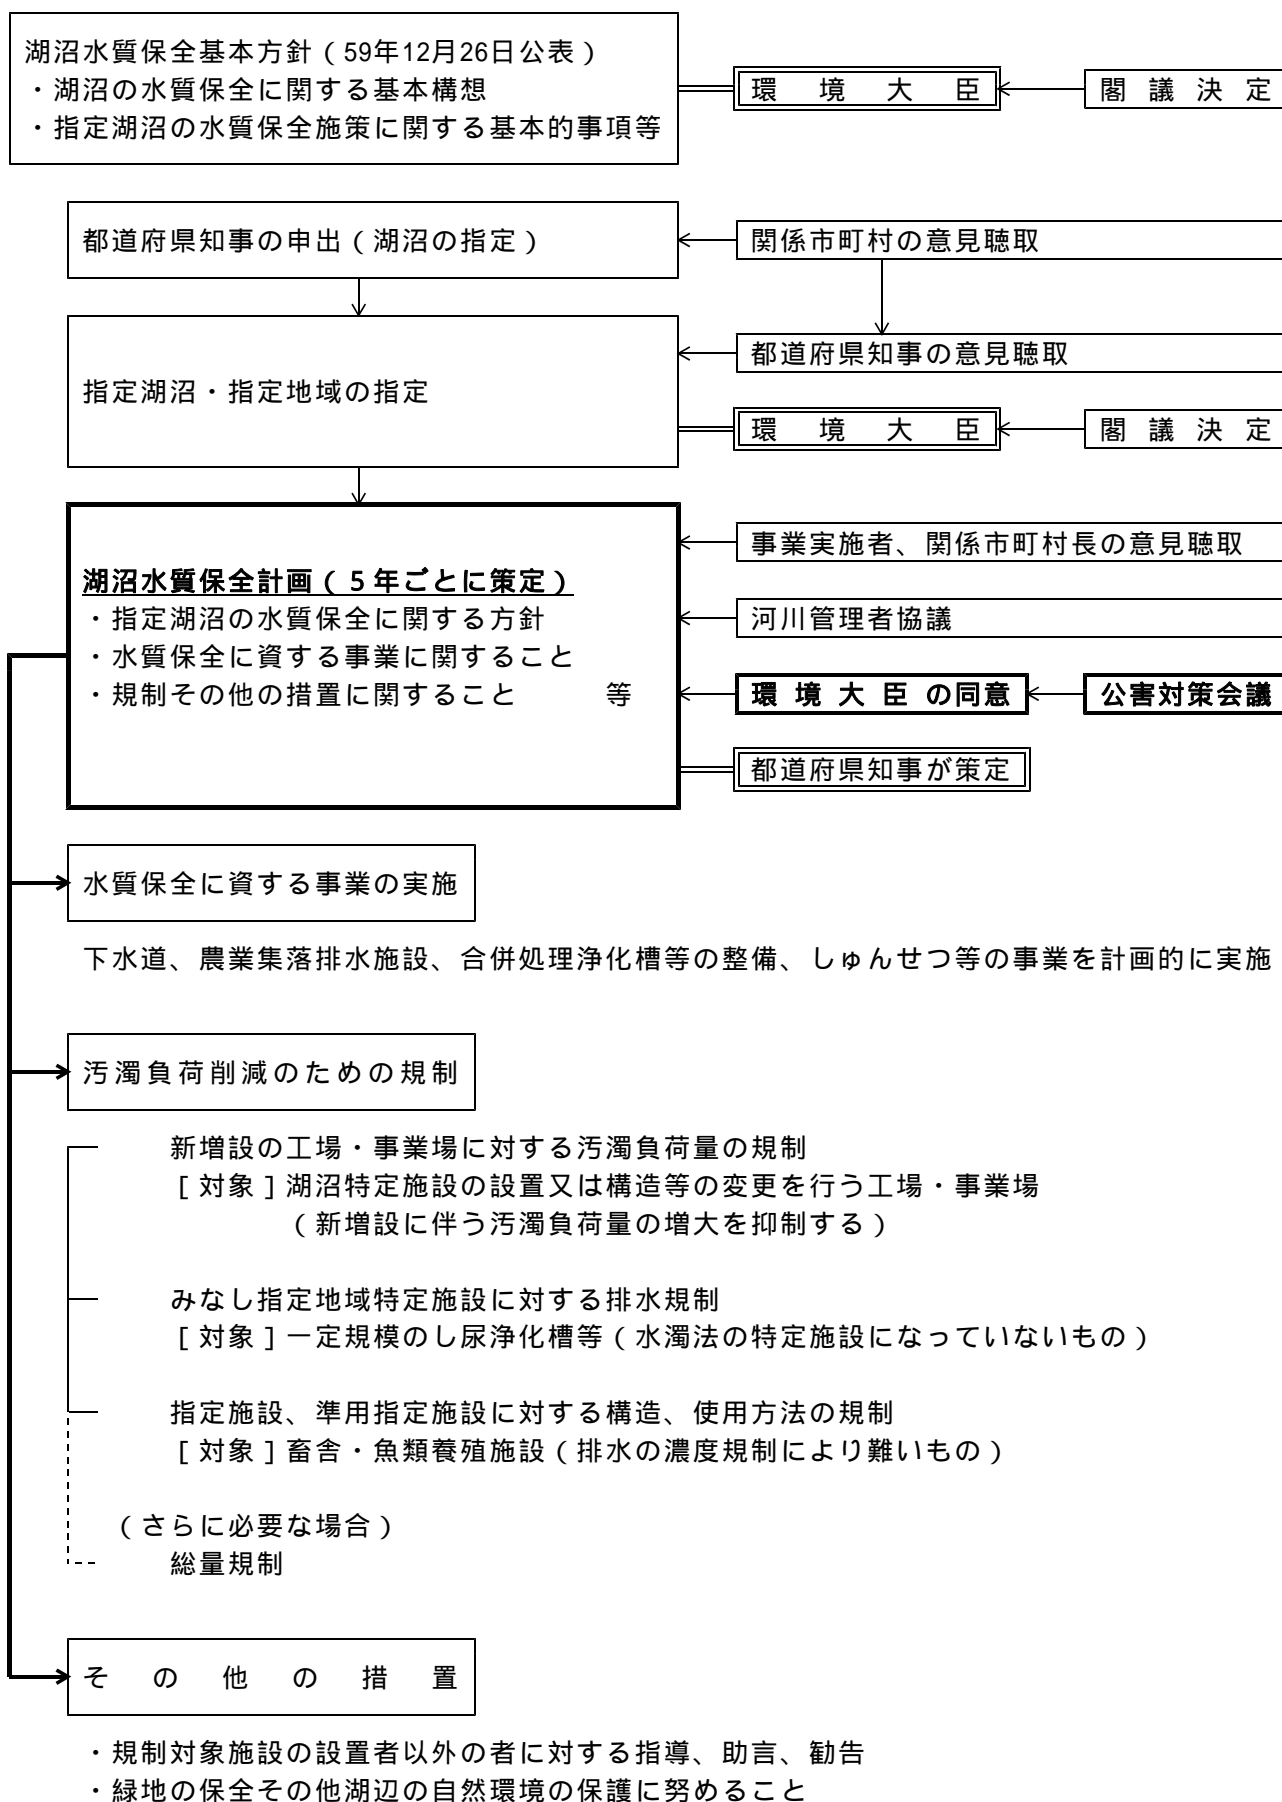 湖沼水質保全基本方針（59年12月26日公表）
・湖沼の水質保全に関する基本構想
・指定湖沼の水質保全施策に関する基本的事項等
環境大臣
閣議決定
都道府県知事の申出（湖沼の指定）
関係市町村の意見聴取
都道府県知事の意見聴取
指定湖沼・指定地域の指定
環境大臣
閣議決定
事業実施者、関係市町村長の意見聴取
湖沼水質保全計画（５年ごとに策定）
・指定湖沼の水質保全に関する方針
・水質保全に資する事業に関すること
・規制その他の措置に関すること　　　等
河川管理者協議
環境大臣の同意
公害対策会議
都道府県知事が策定
水質保全に資する事業の実施
下水道、農業集落排水施設、合併処理浄化槽等の整備、しゅんせつ等の事業を計画的に実施
汚濁負荷削減のための規制
新増設の工場・事業場に対する汚濁負荷量の規制
［対象］湖沼特定施設の設置又は構造等の変更を行う工場・事業場
（新増設に伴う汚濁負荷量の増大を抑制する）
みなし指定地域特定施設に対する排水規制
［対象］一定規模のし尿浄化槽等（水濁法の特定施設になっていないもの）
指定施設、準用指定施設に対する構造、使用方法の規制
［対象］畜舎・魚類養殖施設（排水の濃度規制により難いもの）
（さらに必要な場合）
総量規制
その他の措置
・規制対象施設の設置者以外の者に対する指導、助言、勧告
・緑地の保全その他湖辺の自然環境の保護に努めること